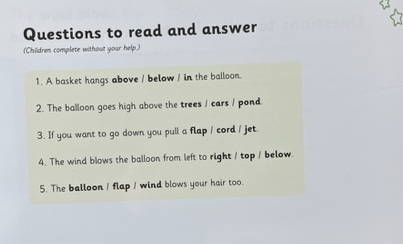 Questions to read and answer
(Children complete without your help.)
1. A basket hangs above / below / in the balloon.
2. The balloon goes high above the trees / cars / pond.
3. If you want to go down you pull a flap / cord / jet.
4. The wind blows the balloon from left to right / top / below.
5. The balloon / flap / wind blows your hair too.